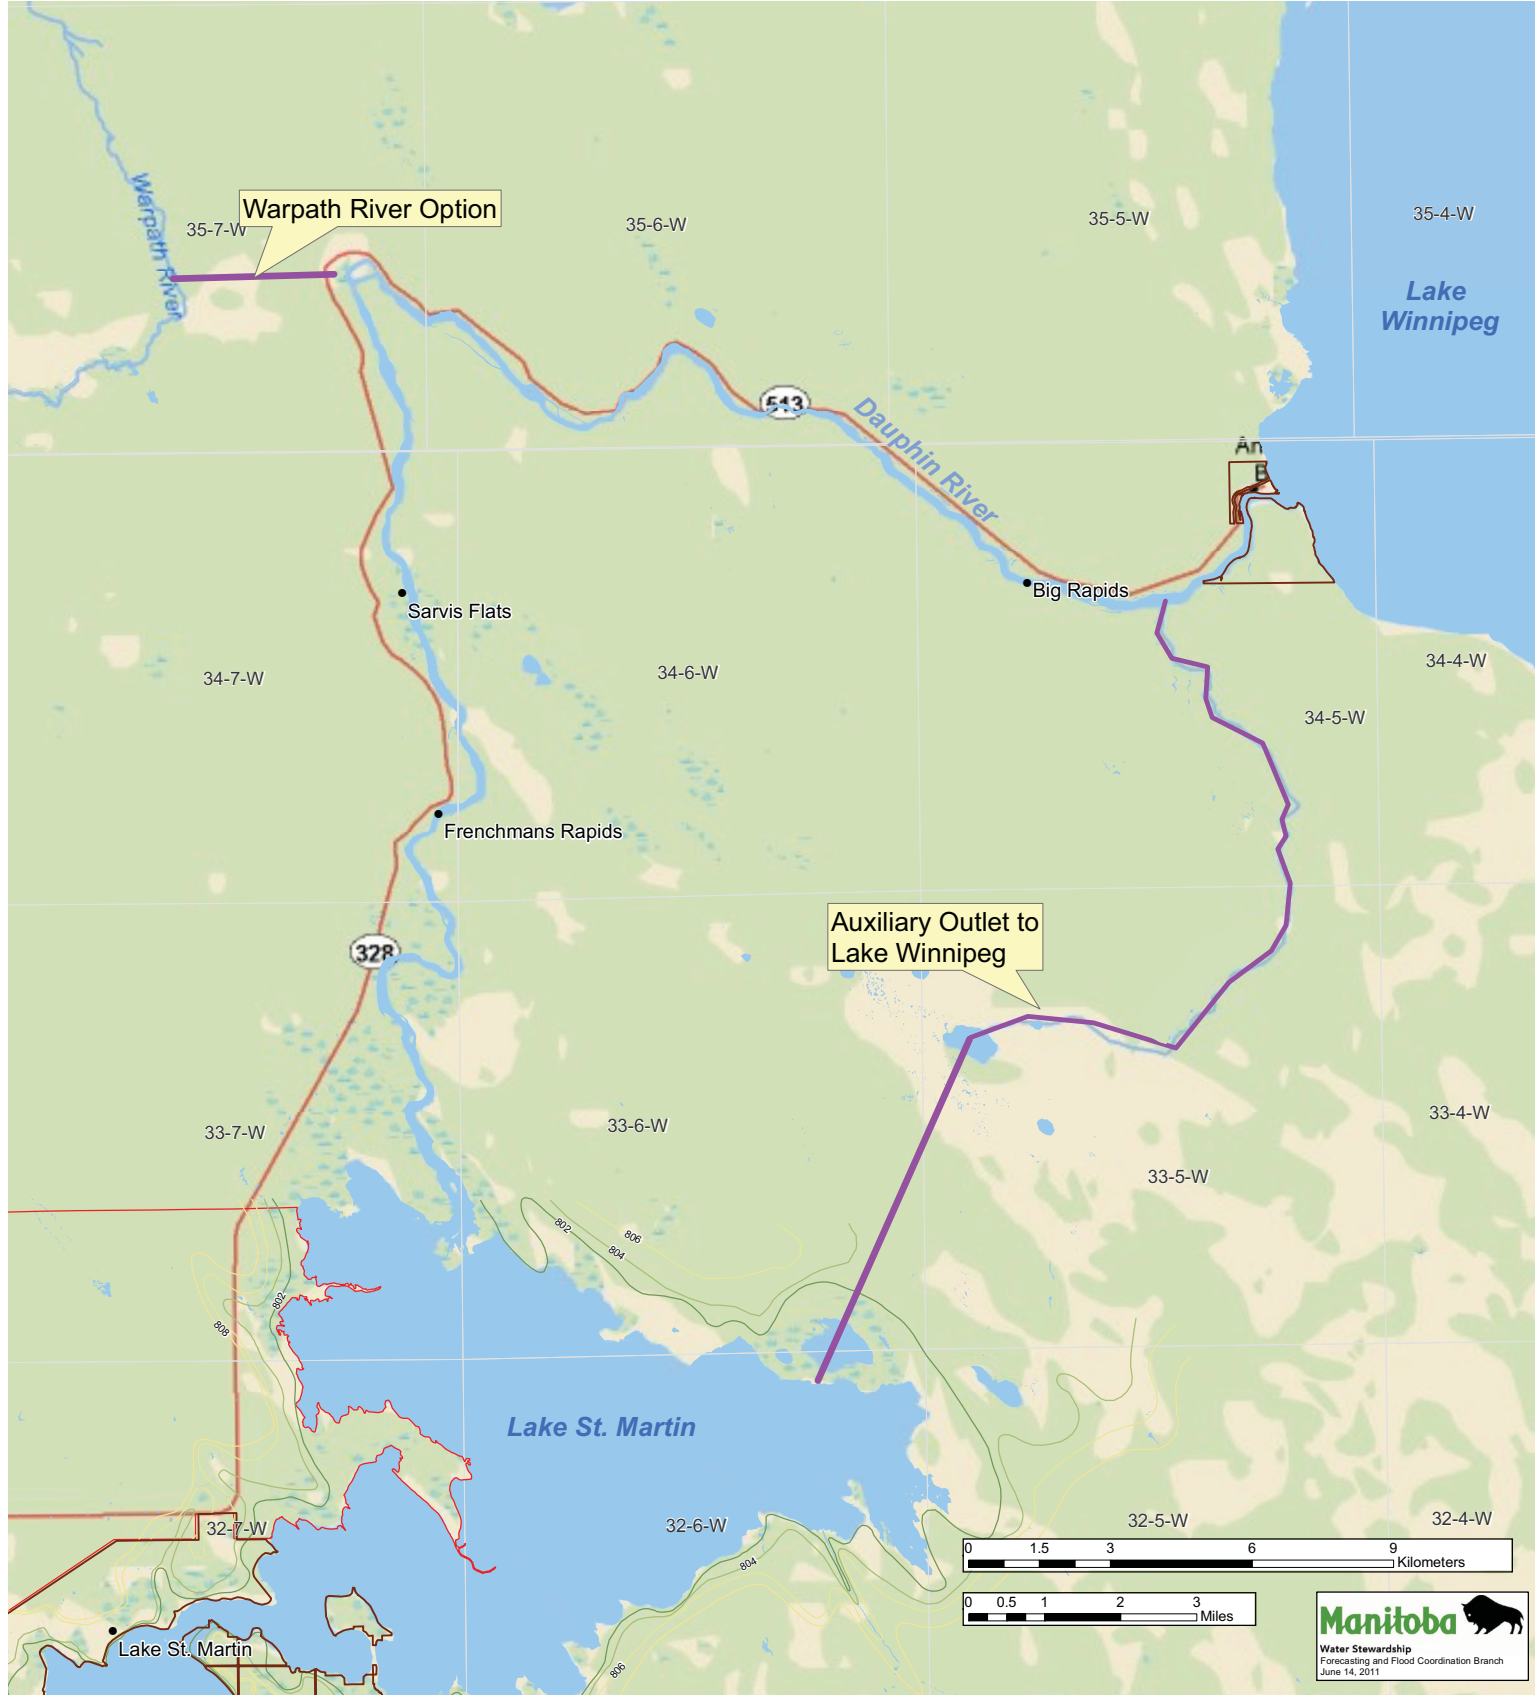 Warpath River
Warpath River Option
35-7-W
35-6-W
35-5-W
35-4-W
Lake
Winnipeg
513
Dauphin River
An
B
Big Rapids
Sarvis Flats
34-7-W
34-6-W
34-4-W
34-5-W
Frenchmans Rapids
Auxiliary Outlet to
Lake Winnipeg
328
33-7-W
33-6-W
33-4-W
33-5-W
802
806
804
802
808
Lake St. Martin
32-7-W
32-6-W
32-5-W
32-4-W
804
806
Lake St. Martin
0 1.5 3 6 9
Kilometers
0 0.5 1 2 3
Miles
Manitoba
Water Stewardship
Forecasting and Flood Coordination Branch
June 14, 2011